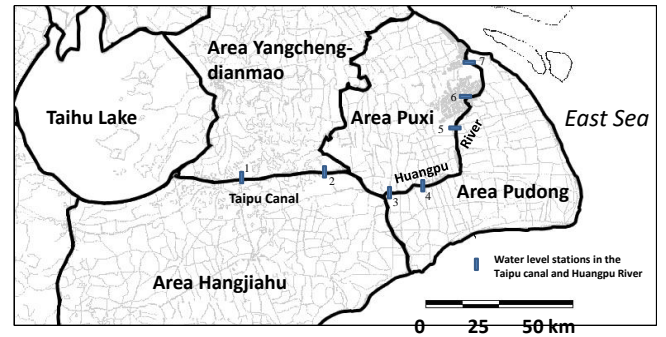 Area Yangcheng-
dianmao
7
6
Taihu Lake
Area Puxi
East Sea
5
River
1
2
Huangpu
Taipu Canal
3
4
Area Pudong
Area Hangjiahu
Water level stations in the
Taipu canal and Huangpu River
0 25 50 km